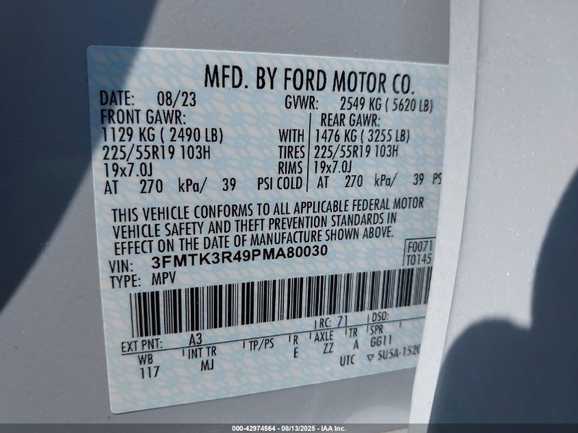 MFD. BY FORD MOTOR CO.
DATE: 08/23 GVWR: 2549 KG ( 5620 LB)
FRONT GAWR: REAR GAWR:
1129 KG ( 2490 LB) WITH 1476 KG ( 3255 LB)
225/55R19 103H TIRES 225/55R19 103H
19x7.0J RIMS 19x7.0J
AT 270 kPa/ 39 PSI COLD AT 270 kPa/ 39 PS
THIS VEHICLE CONFORMS TO ALL APPLICABLE FEDERAL MOTOR
VEHICLE SAFETY AND THEFT PREVENTION STANDARDS IN
EFFECT ON THE DATE OF MANUFACTURE SHOWN ABOVE.
VIN: 3FMTK3R49PMA80030 F0071
TYPE: MPV T0145
RC: 71 DSO:
EXT PNT: A3
WB INT TR TP/PS R AXLE TR SPR
117 MJ E ZZ A GG11
UTC ▽ 5U5A-1520
000-42974564 | 08/13/2025 | IAA Inc.